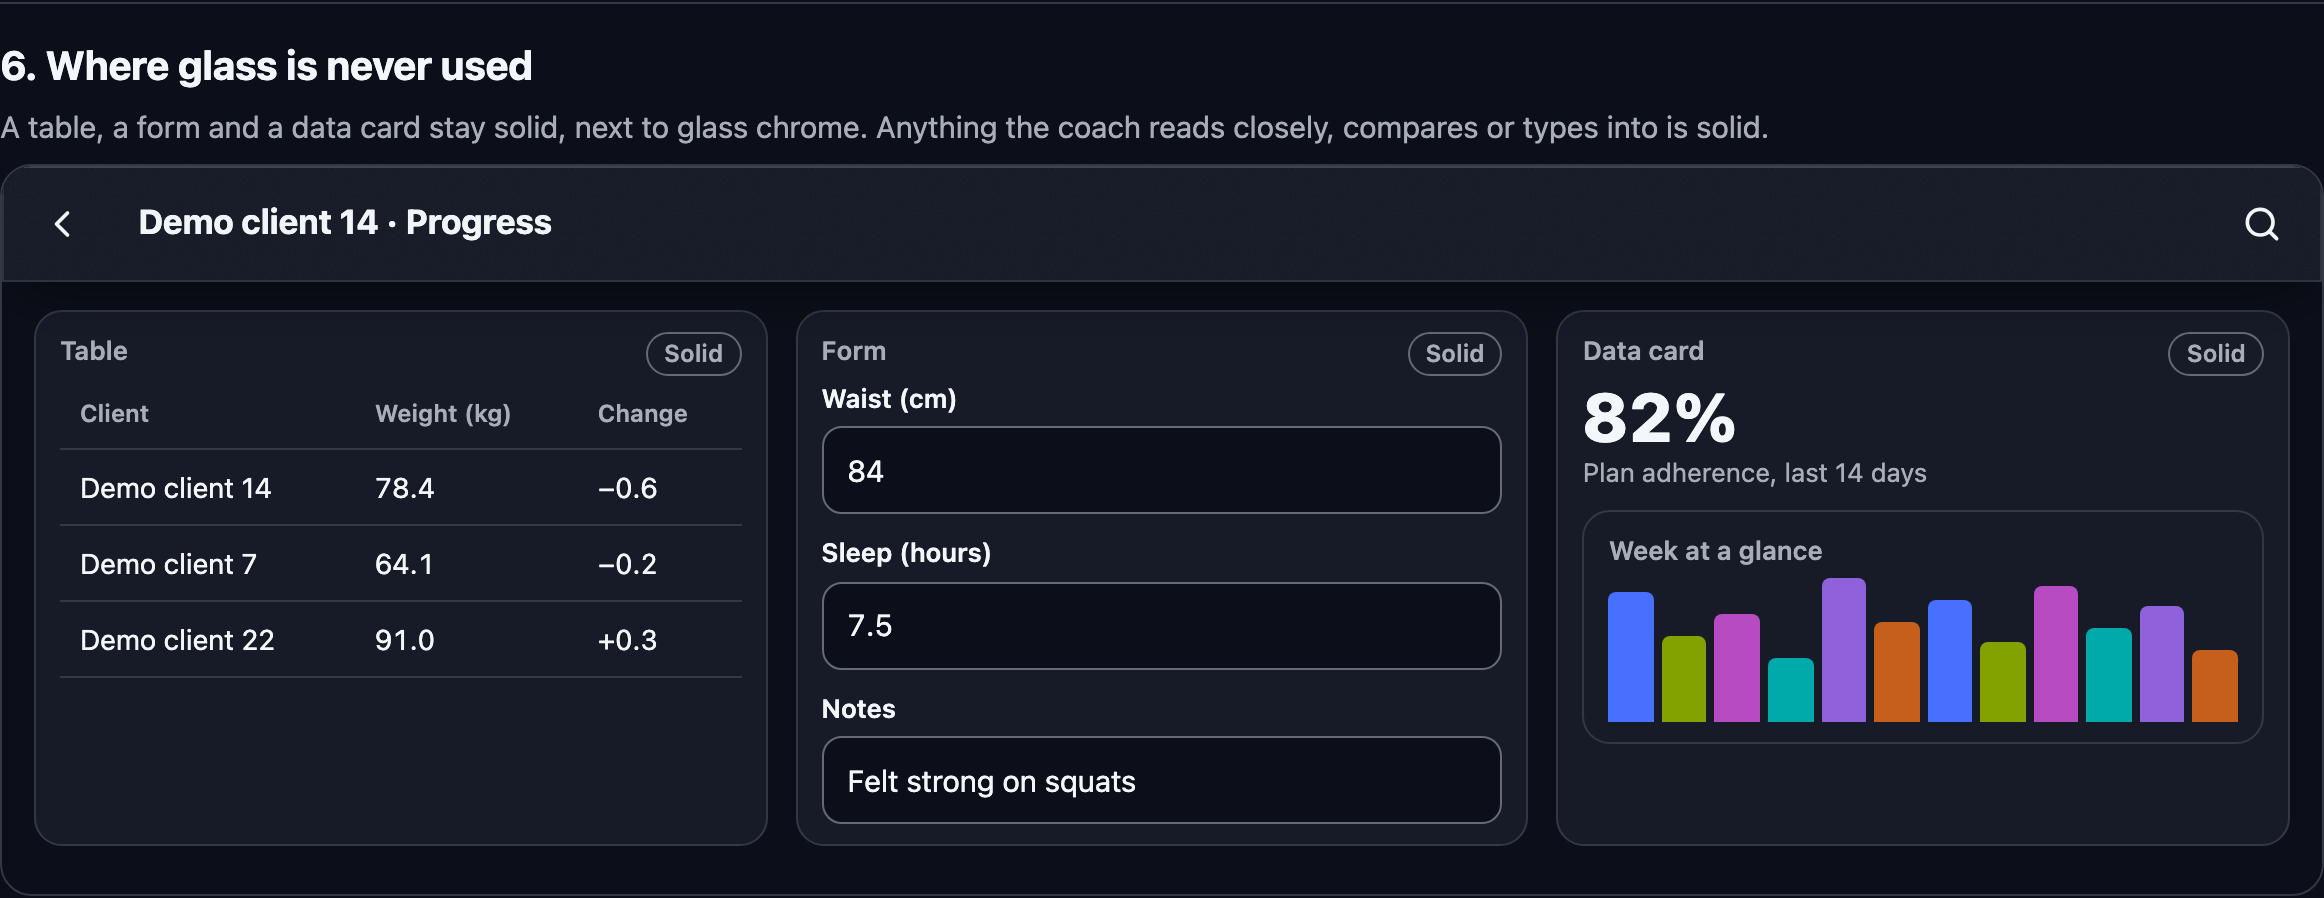 6. Where glass is never used
A table, a form and a data card stay solid, next to glass chrome. Anything the coach reads closely, compares or types into is solid.
Demo client 14 · Progress
Table
Solid
Client Weight (kg) Change
Demo client 14 78.4 −0.6
Demo client 7 64.1 −0.2
Demo client 22 91.0 +0.3
Form
Solid
Waist (cm)
84
Sleep (hours)
7.5
Notes
Felt strong on squats
Data card
Solid
82%
Plan adherence, last 14 days
Week at a glance